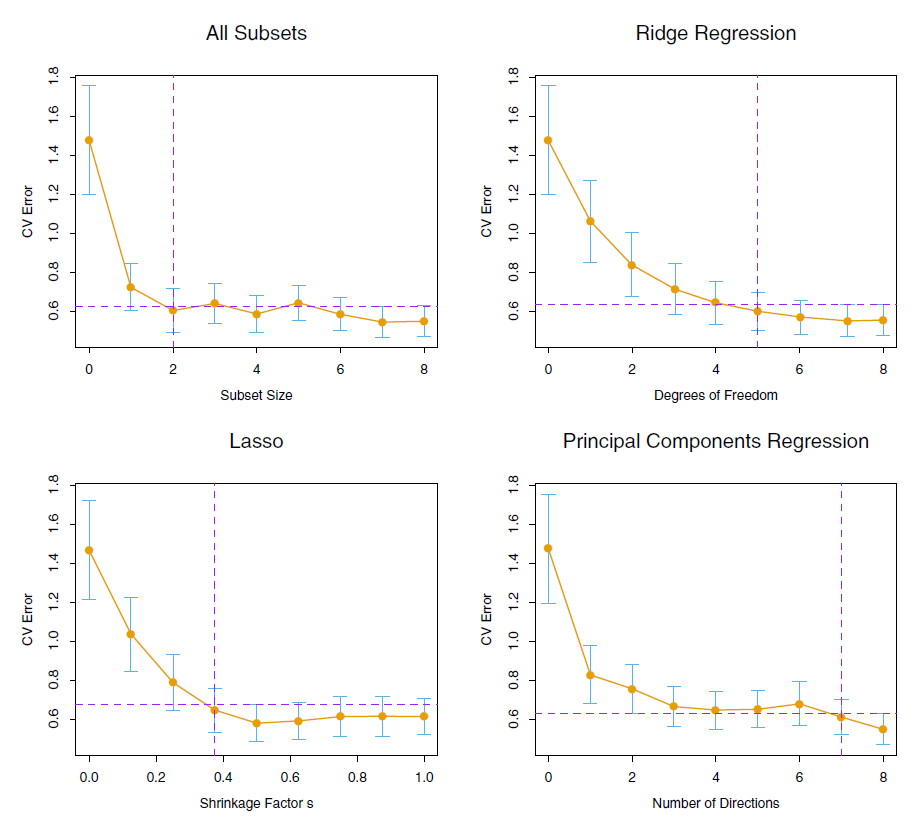 All Subsets
1.8
1.6
1.4
1.2
1.0
0.8
0.6
CV Error
0 2 4 6 8
Subset Size
Ridge Regression
1.8
1.6
1.4
1.2
1.0
0.8
0.6
CV Error
0 2 4 6 8
Degrees of Freedom
Lasso
1.8
1.6
1.4
1.2
1.0
0.8
0.6
CV Error
0.0 0.2 0.4 0.6 0.8 1.0
Shrinkage Factor s
Principal Components Regression
1.8
1.6
1.4
1.2
1.0
0.8
0.6
CV Error
0 2 4 6 8
Number of Directions